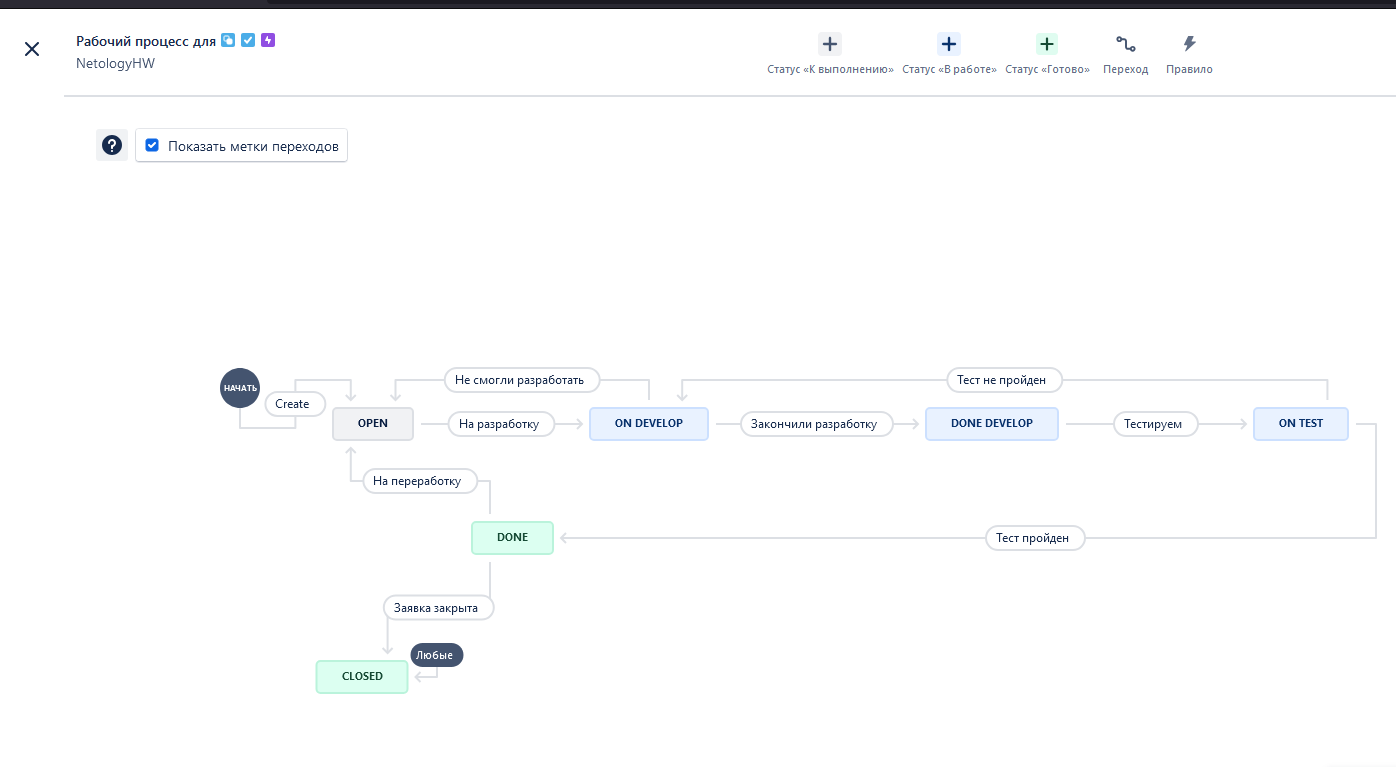 Рабочий процесс для
NetologyHW
Статус «К выполнению»
Статус «В работе»
Статус «Готово»
Переход
Правило
?
Показать метки переходов
НАЧАТЬ
Create
Не смогли разработать
Тест не пройден
OPEN
На разработку
ON DEVELOP
Закончили разработку
DONE DEVELOP
Тестируем
ON TEST
На переработку
DONE
Тест пройден
Заявка закрыта
Любые
CLOSED